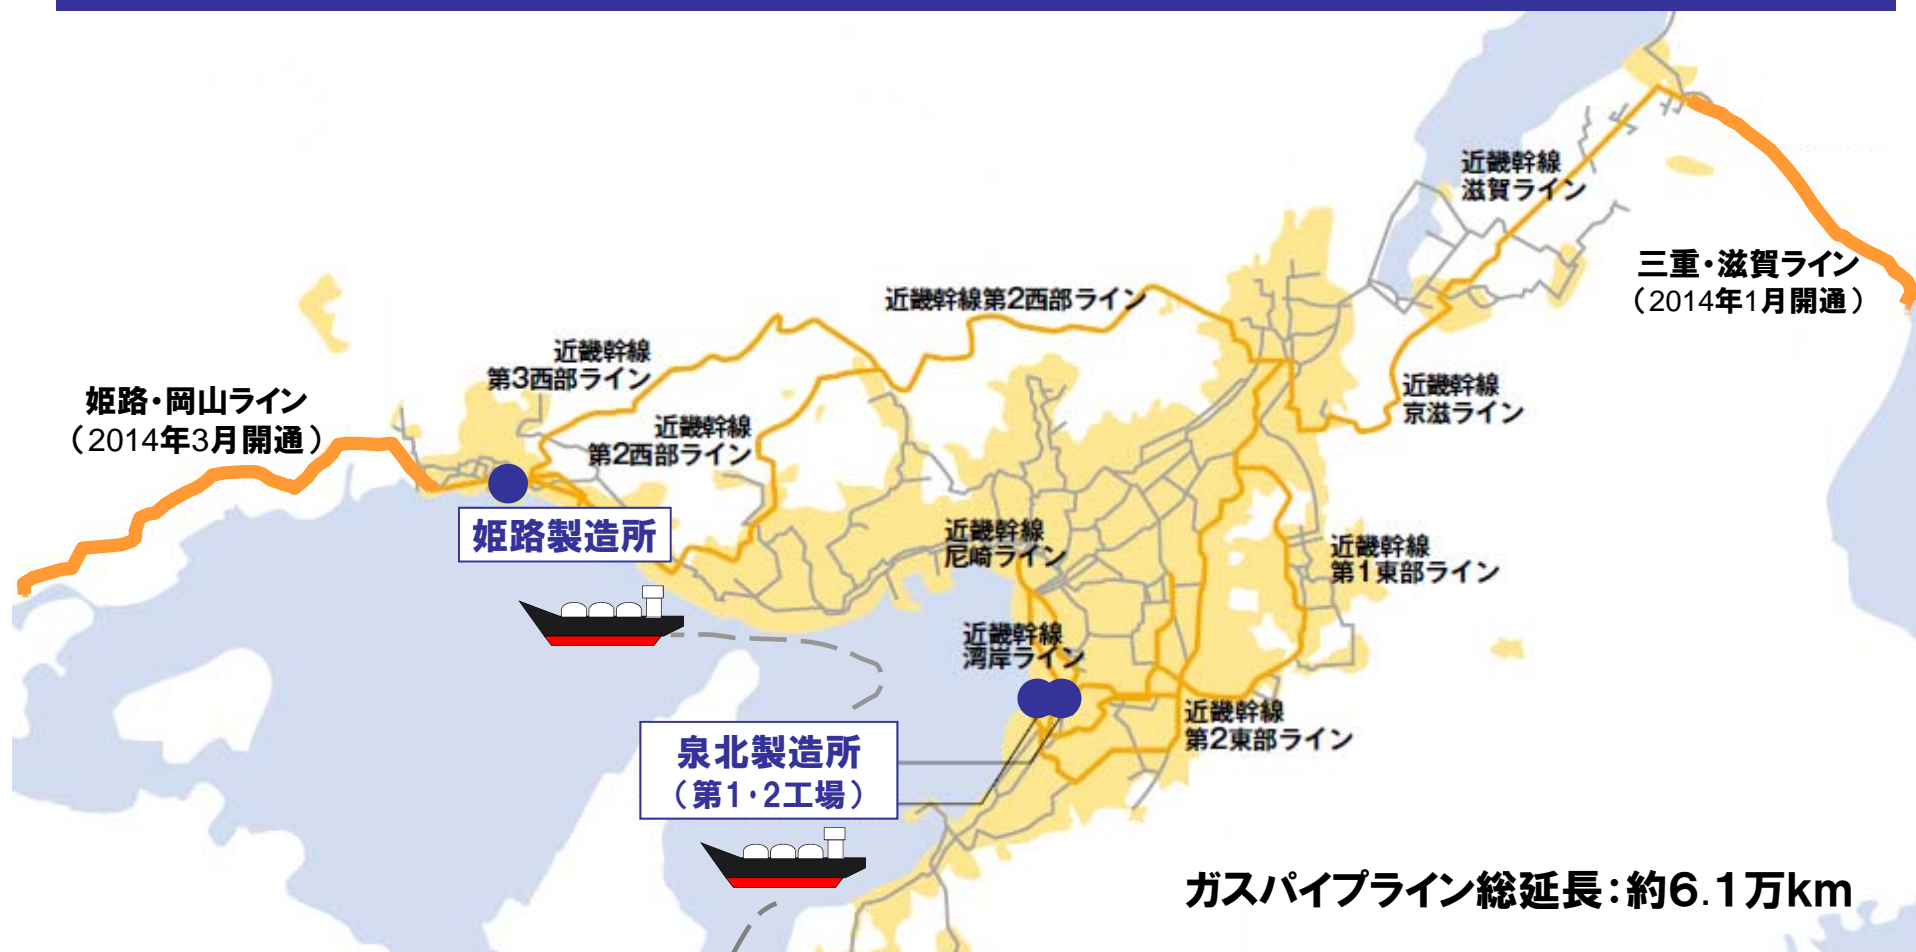 近畿幹線
滋賀ライン
三重・滋賀ライン
（2014年1月開通）
近畿幹線第2西部ライン
近畿幹線
第3西部ライン
姫路・岡山ライン
（2014年3月開通）
近畿幹線
京滋ライン
近畿幹線
第2西部ライン
姫路製造所
近畿幹線
尼崎ライン
近畿幹線
第1東部ライン
近畿幹線
湾岸ライン
近畿幹線
第2東部ライン
泉北製造所
（第1・2工場）
ガスパイプライン総延長：約6.1万km